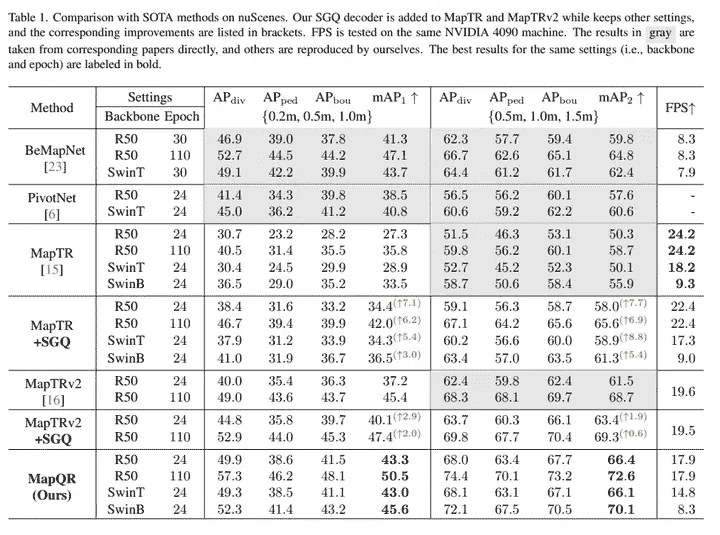 Table 1. Comparison with SOTA methods on nuScenes. Our SGQ decoder is added to MapTR and MapTRv2 while keeps other settings,
and the corresponding improvements are listed in brackets. FPS is tested on the same NVIDIA 4090 machine. The results in gray are
taken from corresponding papers directly, and others are reproduced by ourselves. The best results for the same settings (i.e., backbone
and epoch) are labeled in bold.
Method Settings APdiv APped APbou mAP1 ↑ APdiv APped APbou mAP2 ↑ FPS↑
Backbone Epoch {0.2m, 0.5m, 1.0m} {0.5m, 1.0m, 1.5m}
BeMapNet [23] R50 30 46.9 39.0 37.8 41.3 62.3 57.7 59.4 59.8 8.3
R50 110 52.7 44.5 44.2 47.1 66.7 62.6 65.1 64.8 8.3
SwinT 30 49.1 42.2 39.9 43.7 64.4 61.2 61.7 62.4 7.9
PivotNet [6] R50 24 41.4 34.3 39.8 38.5 56.5 56.2 60.1 57.6 -
SwinT 24 45.0 36.2 41.2 40.8 60.6 59.2 62.2 60.6 -
MapTR [15] R50 24 30.7 23.2 28.2 27.3 51.5 46.3 53.1 50.3 24.2
R50 110 40.5 31.4 35.5 35.8 59.8 56.2 60.1 58.7 24.2
SwinT 24 30.4 24.5 29.9 28.9 52.7 45.2 52.3 50.1 18.2
SwinB 24 36.5 29.0 35.2 33.5 58.7 50.6 58.4 55.9 9.3
MapTR +SGQ R50 24 38.4 31.6 33.2 34.4(↑7.1) 59.1 56.3 58.7 58.0(↑7.7) 22.4
R50 110 46.7 39.4 39.9 42.0(↑6.2) 67.1 64.2 65.6 65.6(↑6.9) 22.4
SwinT 24 37.9 31.2 33.9 34.3(↑5.4) 60.2 56.6 60.0 58.9(↑8.8) 17.3
SwinB 24 41.0 31.9 36.7 36.5(↑3.0) 63.4 57.0 63.5 61.3(↑5.4) 9.0
MapTRv2 [16] R50 24 40.0 35.4 36.3 37.2 62.4 59.8 62.4 61.5 19.6
R50 110 49.0 43.6 43.7 45.4 68.3 68.1 69.7 68.7
MapTRv2 +SGQ R50 24 44.8 35.8 39.7 40.1(↑2.9) 63.7 60.3 66.1 63.4(↑1.9) 19.5
R50 110 52.9 44.0 45.3 47.4(↑2.0) 69.8 67.7 70.4 69.3(↑0.6)
MapQR (Ours) R50 24 49.9 38.6 41.5 43.3 68.0 63.4 67.7 66.4 17.9
R50 110 57.3 46.2 48.1 50.5 74.4 70.1 73.2 72.6 17.9
SwinT 24 49.3 38.5 41.1 43.0 68.1 63.1 67.1 66.1 14.8
SwinB 24 52.3 41.4 43.2 45.6 72.1 67.5 70.5 70.1 8.3